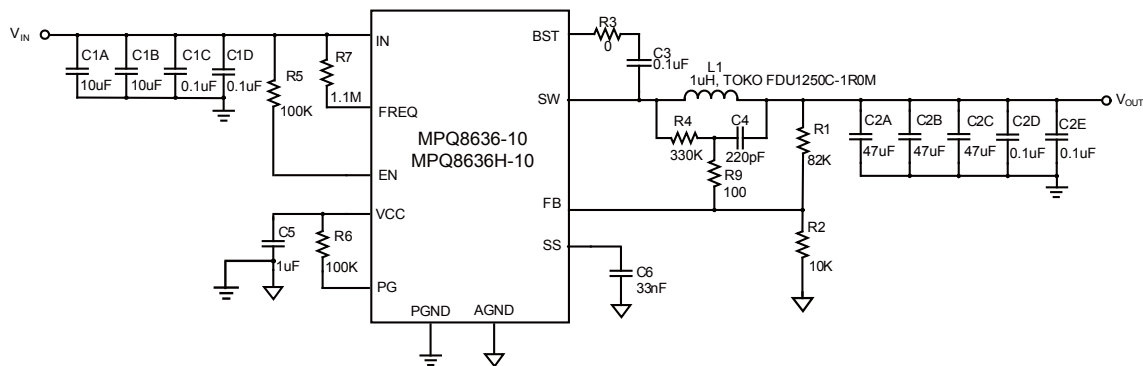 VIN
C1A
10uF
C1B
10uF
C1C
0.1uF
C1D
0.1uF
R5
100K
R7
1.1M
IN
FREQ
EN
VCC
PG
PGND
AGND
BST
SW
FB
SS
MPQ8636-10
MPQ8636H-10
C5
1uF
R6
100K
R3
0
C3
0.1uF
L1
1uH, TOKO FDU1250C-1R0M
R4
330K
C4
220pF
R9
100
R1
82K
R2
10K
C6
33nF
C2A
47uF
C2B
47uF
C2C
47uF
C2D
0.1uF
C2E
0.1uF
VOUT